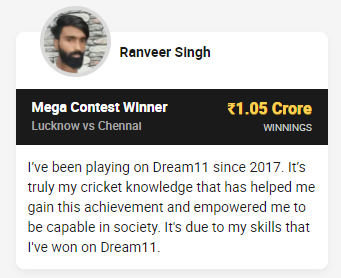 Ranveer Singh
Mega Contest Winner
₹1.05 Crore
Lucknow vs Chennai
WINNINGS
I've been playing on Dream11 since 2017. It's
truly my cricket knowledge that has helped me
gain this achievement and empowered me to
be capable in society. It's due to my skills that
I've won on Dream11.